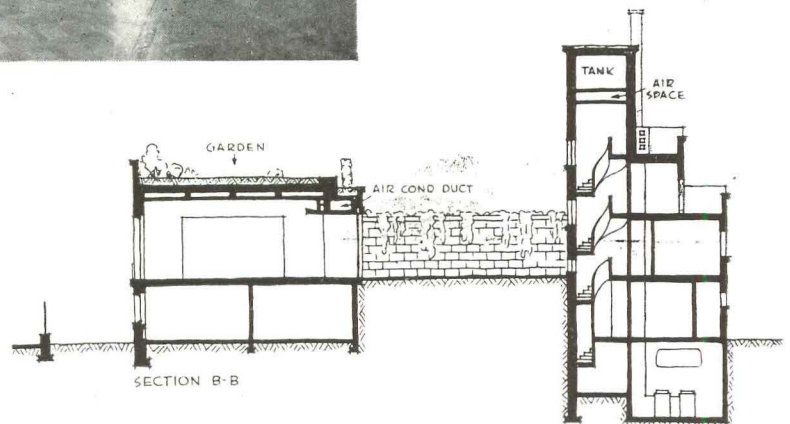 TANK
AIR
SPACE
GARDEN
AIR COND DUCT
SECTION B-B